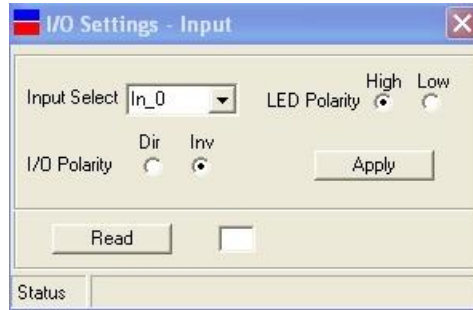 I/O Settings - Input
High Low
Input Select In_0 LED Polarity
Dir Inv
I/O Polarity Apply
Read
Status